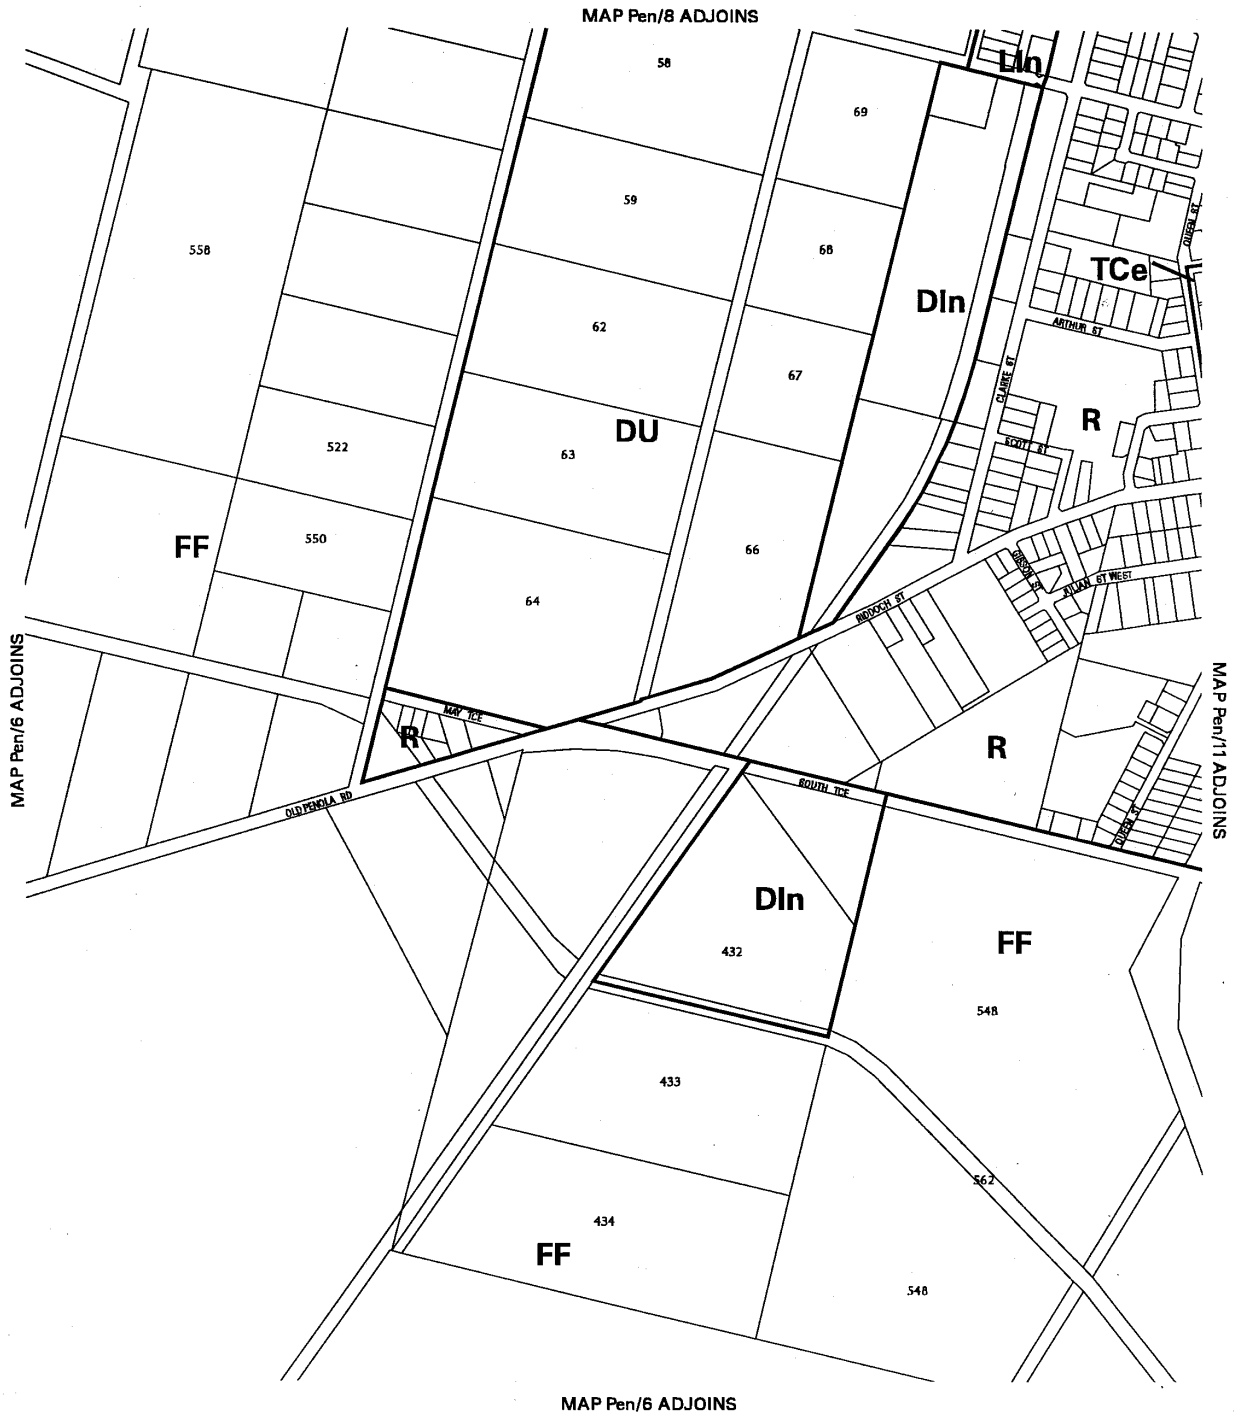 MAP Pen/8 ADJOINS
58
LIn
69
59
558
68
QUEEN ST
TCe
DIn
62
ARTHUR ST
67
CLARKE ST
R
DU
522
63
SCOTT ST
FF
550
66
GIBSON ST
JULIAN ST WEST
64
RIDDOCH ST
MAP Pen/6 ADJOINS
MAP Pen/11 ADJOINS
MAY TCE
R
R
SOUTH TCE
OLD PENOLA RD
QUEEN ST
DIn
432
FF
548
433
562
434
FF
548
MAP Pen/6 ADJOINS